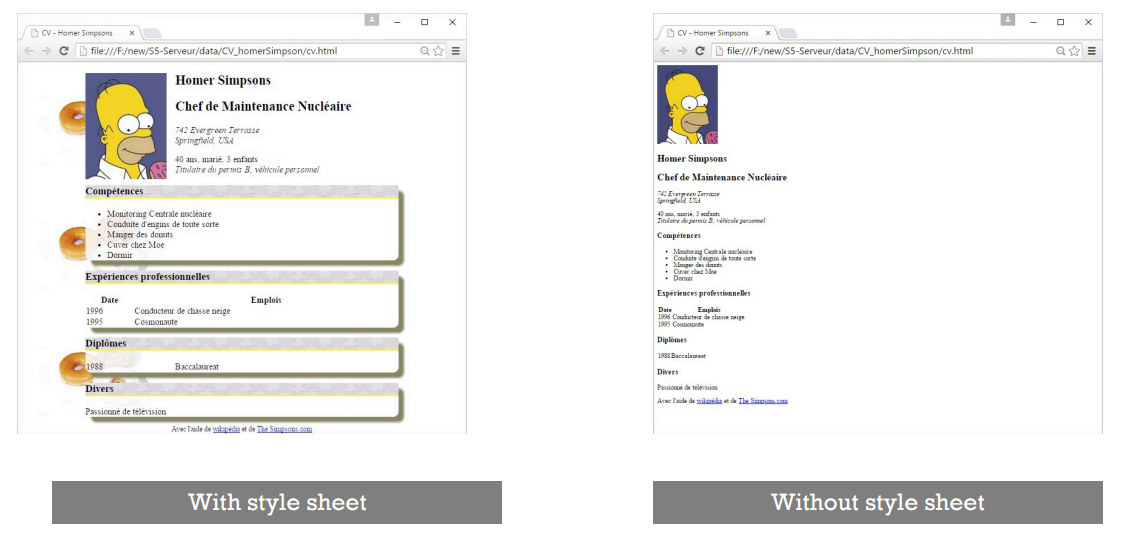 CV - Homer Simpsons
file:///F:/new/S5-Serveur/data/CV_homerSimpson/cv.html
Homer Simpsons
Chef de Maintenance Nucléaire
742 Evergreen Terrasse
Springfield, USA
40 ans, marié, 3 enfants
Titulaire du permis B, véhicule personnel
Compétences
Monitoring Centrale nucléaire
Conduite d'engins de toute sorte
Manger des donuts
Cuver chez Moe
Dormir
Expériences professionnelles
Date Emplois
1996 Conducteur de chasse neige
1995 Cosmonaute
Diplômes
1988 Baccalaureat
Divers
Passionné de télévision
Avec l'aide de wikipédia et de The Simpsons.com
With style sheet
CV - Homer Simpsons
file:///F:/new/S5-Serveur/data/CV_homerSimpson/cv.html
Homer Simpsons
Chef de Maintenance Nucléaire
742 Evergreen Terrasse
Springfield, USA
40 ans, marié, 3 enfants
Titulaire du permis B, véhicule personnel
Compétences
Monitoring Centrale nucléaire
Conduite d'engins de toute sorte
Manger des donuts
Cuver chez Moe
Dormir
Expériences professionnelles
Date Emplois
1996 Conducteur de chasse neige
1995 Cosmonaute
Diplômes
1988 Baccalaureat
Divers
Passionné de télévision
Avec l'aide de wikipédia et de The Simpsons.com
Without style sheet